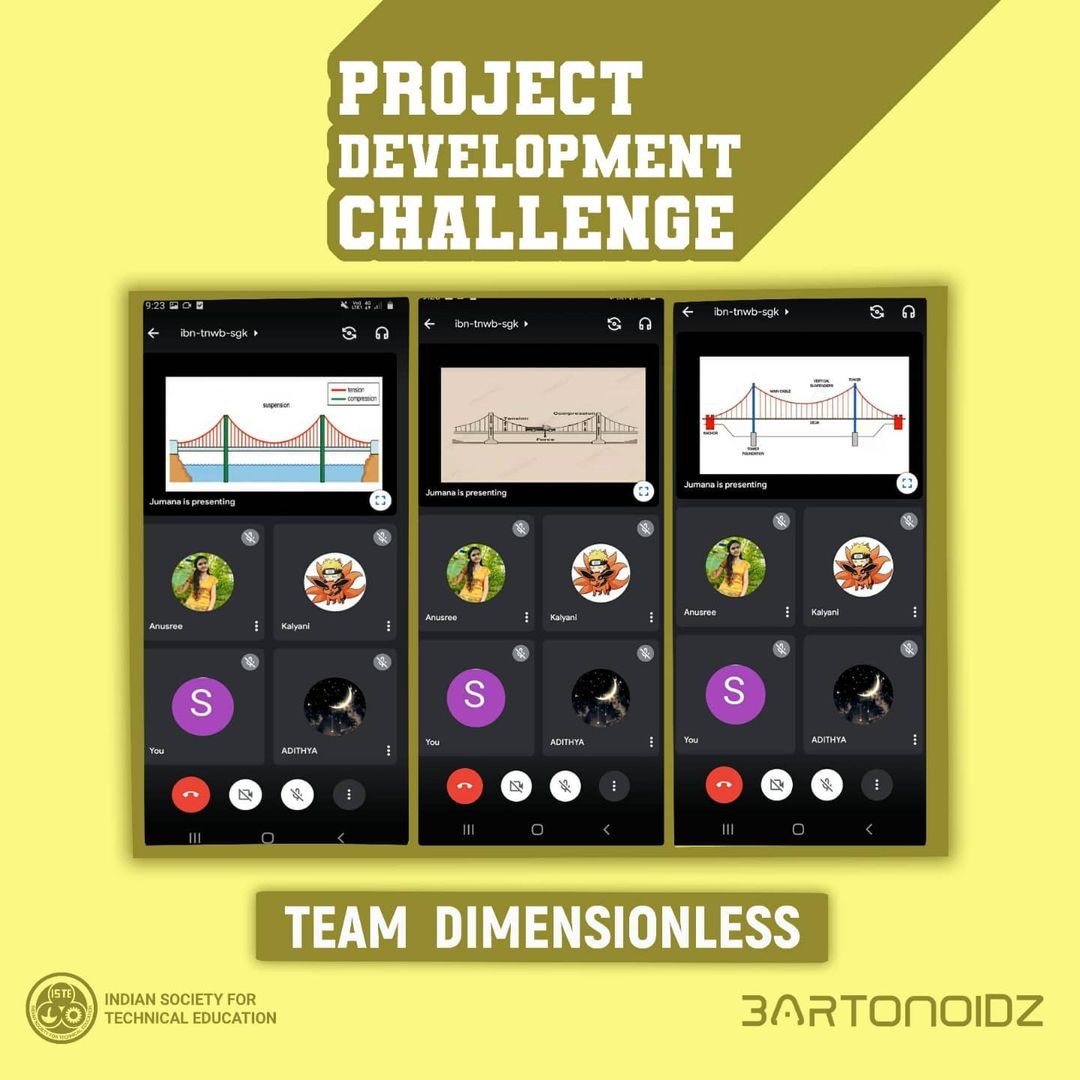 PROJECT
DEVELOPMENT
CHALLENGE
9:23
ibn-tnwb-sgk
suspension
tension
compression
Jumana is presenting
Anusree
Kalyani
You
S
ADITHYA
ibn-tnwb-sgk
Tension
Compression
Force
Jumana is presenting
Anusree
Kalyani
You
S
ADITHYA
ibn-tnwb-sgk
MAIN CABLE
VERTICAL
SUSPENDERS
TOWER
ANCHOR
DECK
TOWER
FOUNDATION
Jumana is presenting
Anusree
Kalyani
You
S
ADITHYA
TEAM DIMENSIONLESS
ISTE
INDIAN SOCIETY FOR
TECHNICAL EDUCATION
BARTONOIDZ